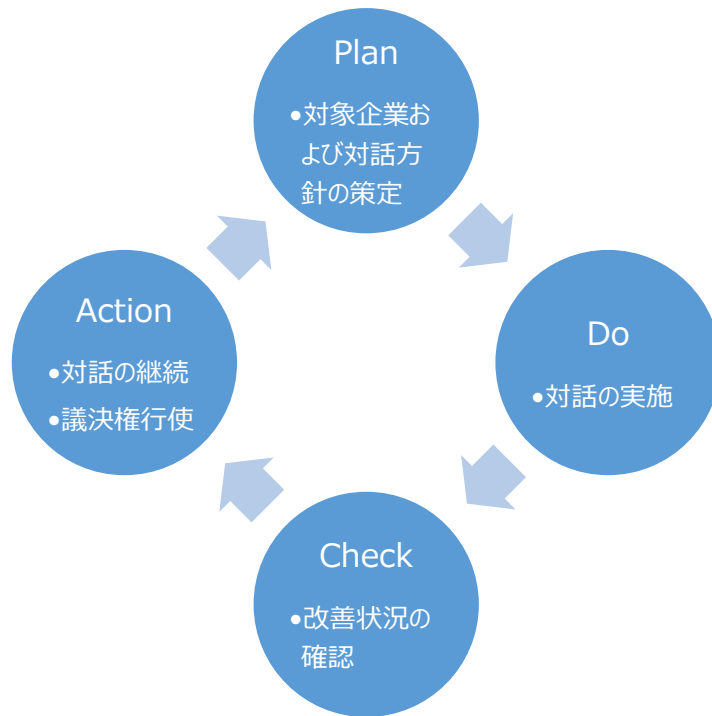 Plan
•対象企業お
よび対話方
針の策定
Do
•対話の実施
Check
•改善状況の
確認
Action
•対話の継続
•議決権行使